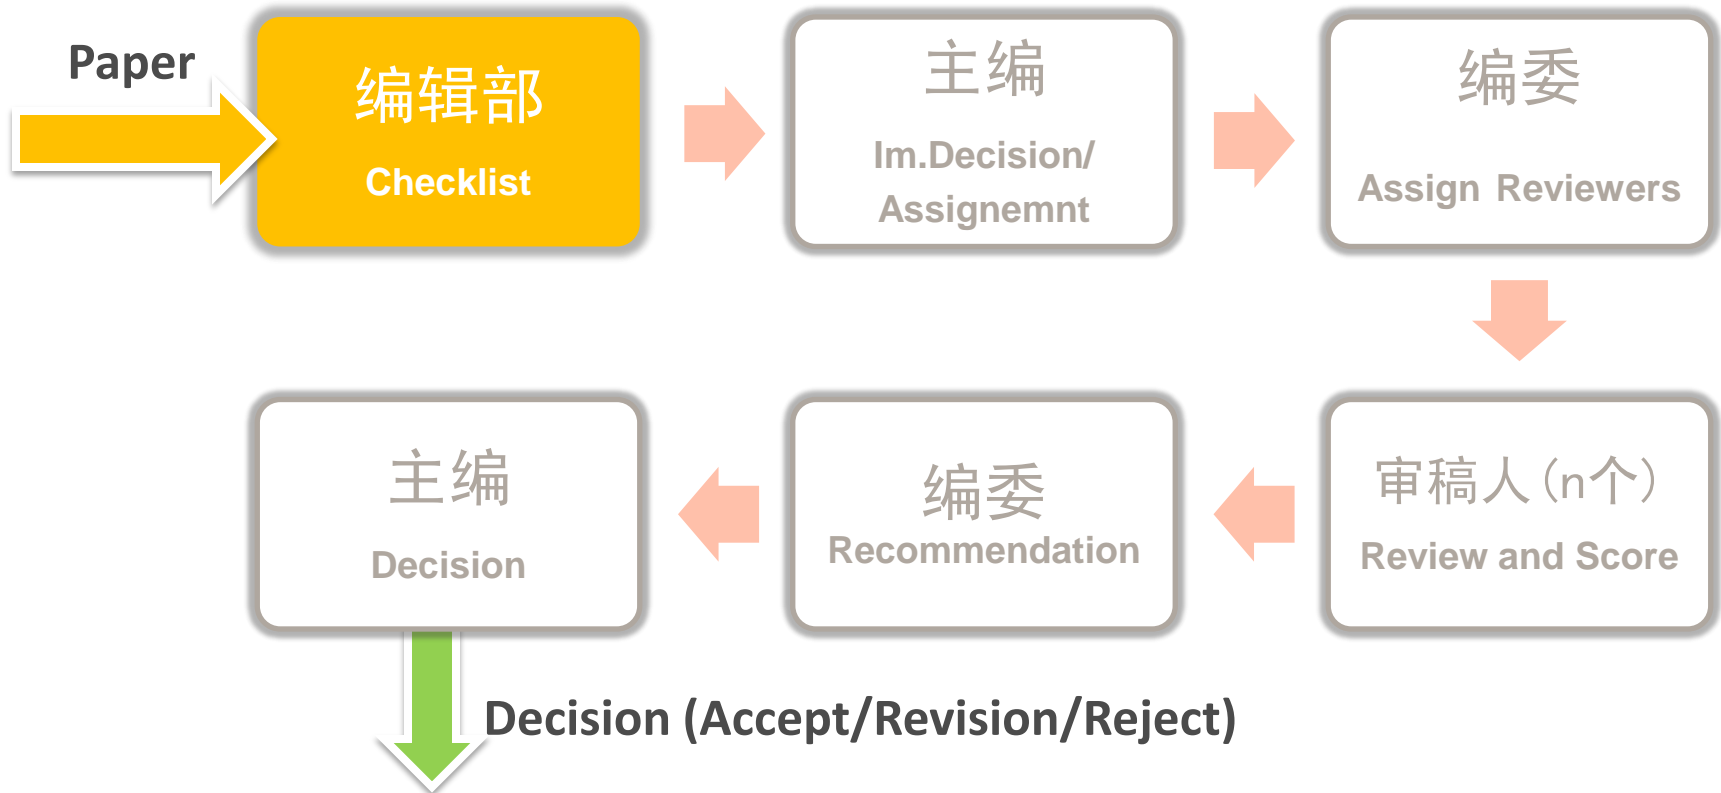 Paper
编辑部
Checklist
主编
Im.Decision/
Assignemnt
编委
Assign Reviewers
审稿人(n个)
Review and Score
编委
Recommendation
主编
Decision
Decision (Accept/Revision/Reject)